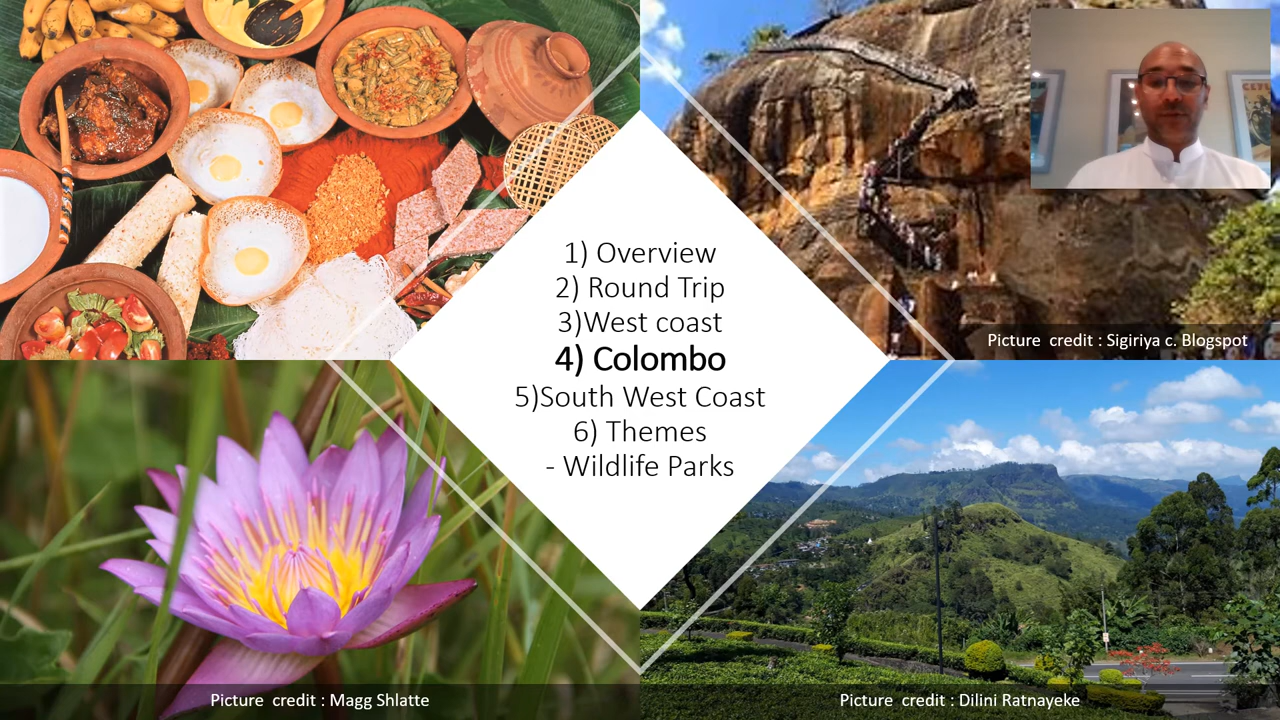 1) Overview
2) Round Trip
3)West coast
4) Colombo
5)South West Coast
6) Themes
- Wildlife Parks
Picture credit : Sigiriya c. Blogspot
Picture credit : Magg Shlatte
Picture credit : Dilini Ratnayeke